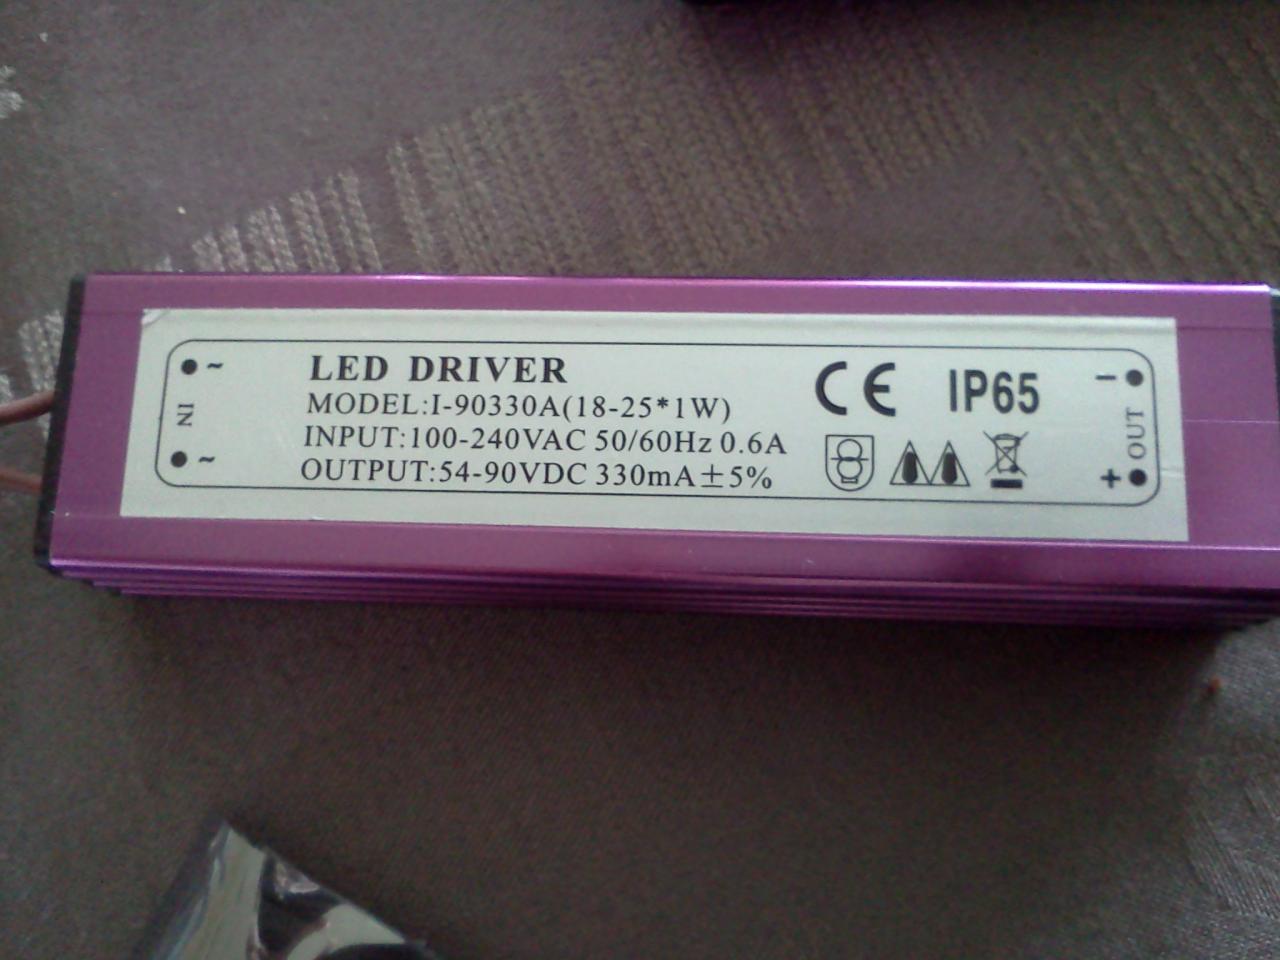 LED DRIVER
MODEL:I-90330A(18-25*1W)
INPUT:100-240VAC 50/60Hz 0.6A
OUTPUT:54-90VDC 330mA±5%
CE IP65
~ IN ~
- OUT +